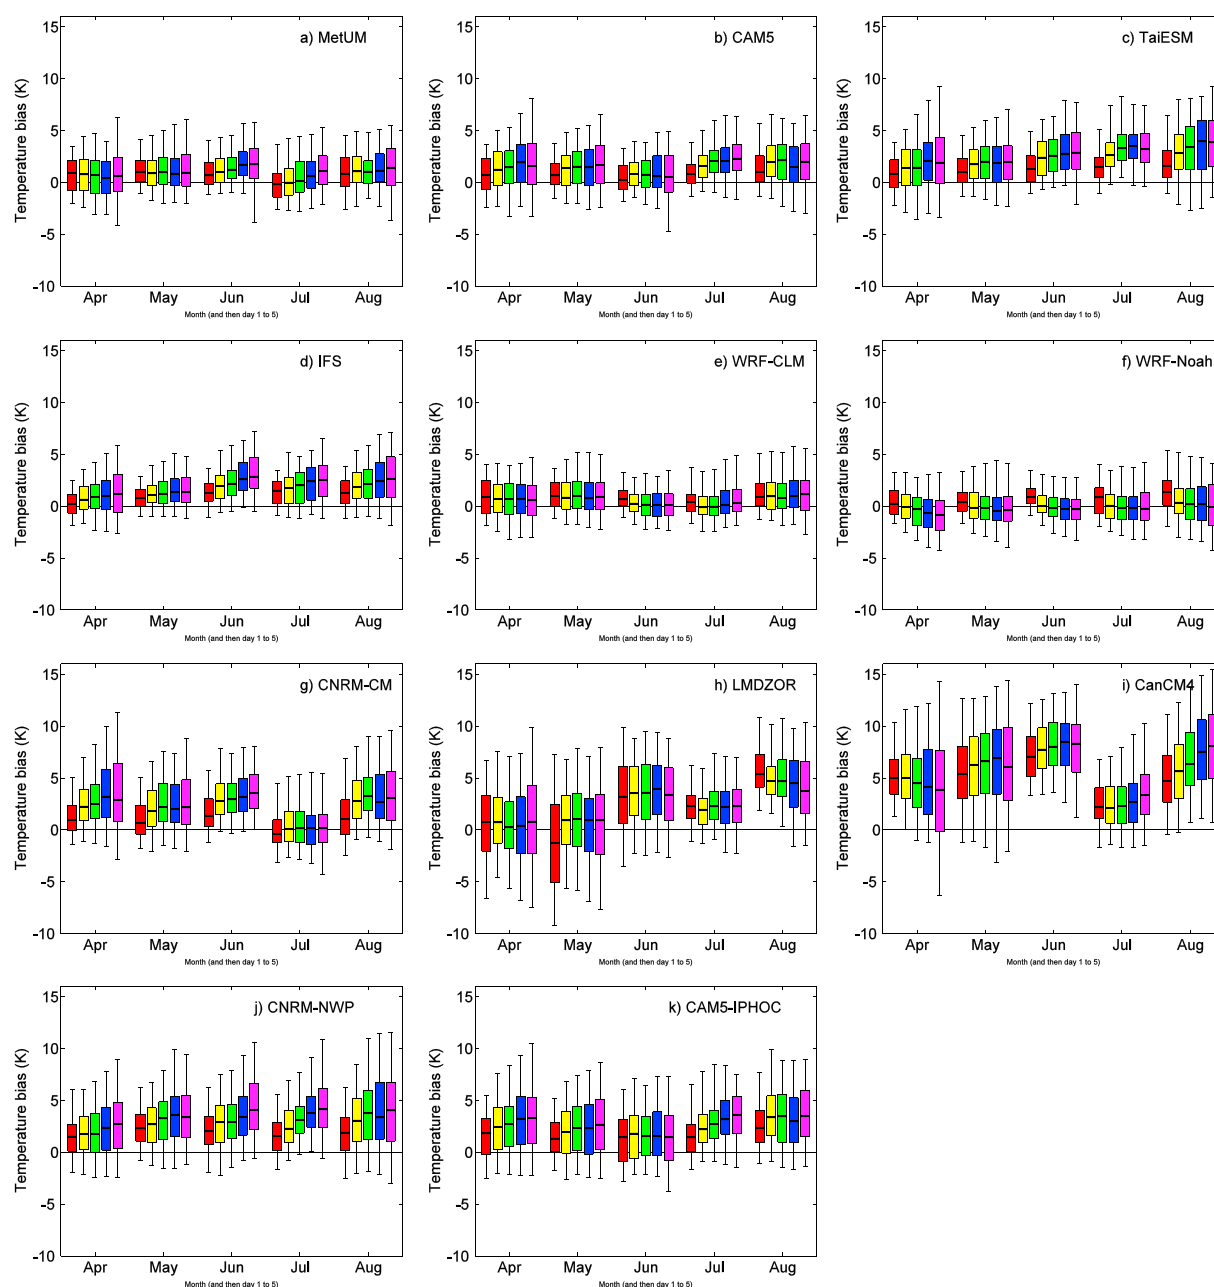 a) MetUM
Temperature bias (K)
15
10
5
0
-5
-10
Apr May Jun Jul Aug
Month (and then day 1 to 5)
b) CAM5
Temperature bias (K)
15
10
5
0
-5
-10
Apr May Jun Jul Aug
Month (and then day 1 to 5)
c) TaiESM
Temperature bias (K)
15
10
5
0
-5
-10
Apr May Jun Jul Aug
Month (and then day 1 to 5)
d) IFS
Temperature bias (K)
15
10
5
0
-5
-10
Apr May Jun Jul Aug
Month (and then day 1 to 5)
e) WRF-CLM
Temperature bias (K)
15
10
5
0
-5
-10
Apr May Jun Jul Aug
Month (and then day 1 to 5)
f) WRF-Noah
Temperature bias (K)
15
10
5
0
-5
-10
Apr May Jun Jul Aug
Month (and then day 1 to 5)
g) CNRM-CM
Temperature bias (K)
15
10
5
0
-5
-10
Apr May Jun Jul Aug
Month (and then day 1 to 5)
h) LMDZOR
Temperature bias (K)
15
10
5
0
-5
-10
Apr May Jun Jul Aug
Month (and then day 1 to 5)
i) CanCM4
Temperature bias (K)
15
10
5
0
-5
-10
Apr May Jun Jul Aug
Month (and then day 1 to 5)
j) CNRM-NWP
Temperature bias (K)
15
10
5
0
-5
-10
Apr May Jun Jul Aug
Month (and then day 1 to 5)
k) CAM5-IPHOC
Temperature bias (K)
15
10
5
0
-5
-10
Apr May Jun Jul Aug
Month (and then day 1 to 5)